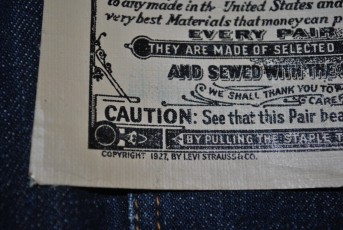 to any made in th United States and
very best Materials that money can p
EVERY PAIR
THEY ARE MADE OF SELECTED
AND SEWED WITH THE
WE SHALL THANK YOU TO
CARE
CAUTION: See that this Pair bea
BY PULLING THE STAPLE T
COPYRIGHT 1927, BY LEVI STRAUSS & CO.